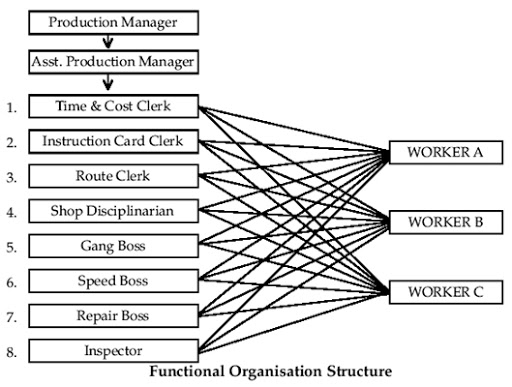 Production Manager
Asst. Production Manager
1. Time & Cost Clerk
2. Instruction Card Clerk
3. Route Clerk
4. Shop Disciplinarian
5. Gang Boss
6. Speed Boss
7. Repair Boss
8. Inspector
WORKER A
WORKER B
WORKER C
Functional Organisation Structure